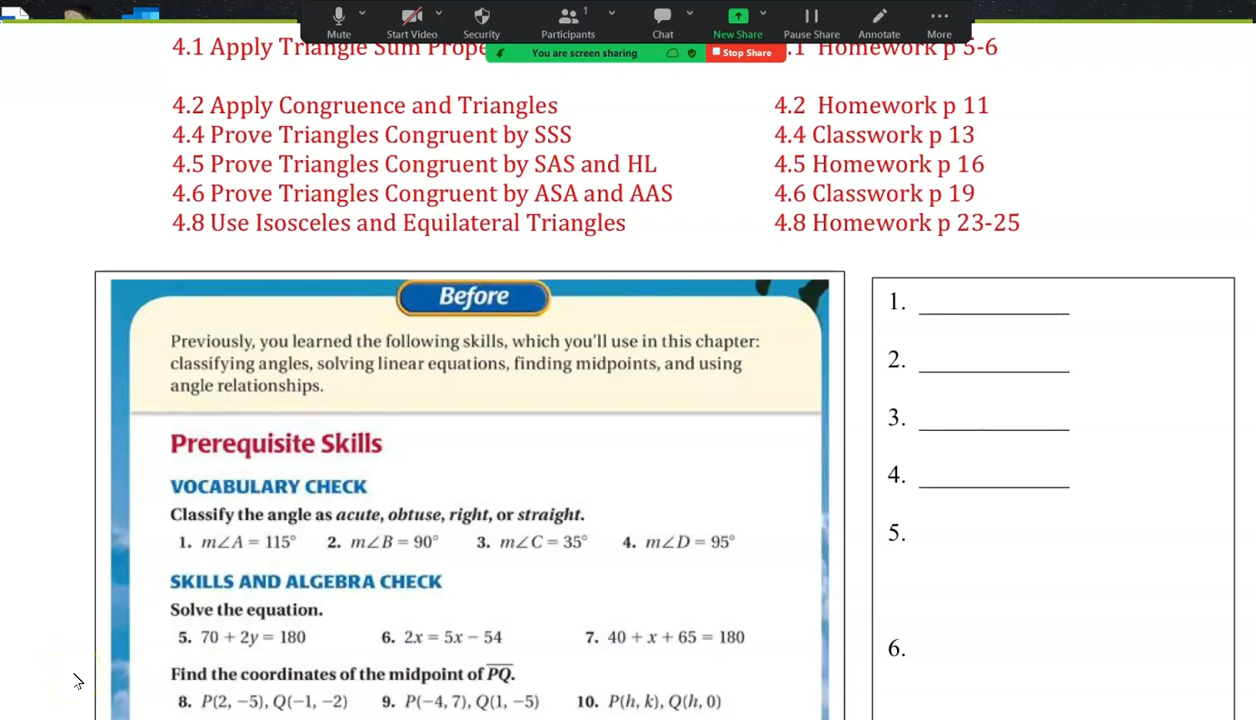 Mute
Start Video
Security
Participants
1
Chat
New Share
Pause Share
Annotate
More
You are screen sharing
Stop Share
4.1 Apply Triangle Sum Prope
.1 Homework p 5-6
4.2 Apply Congruence and Triangles
4.2 Homework p 11
4.4 Prove Triangles Congruent by SSS
4.4 Classwork p 13
4.5 Prove Triangles Congruent by SAS and HL
4.5 Homework p 16
4.6 Prove Triangles Congruent by ASA and AAS
4.6 Classwork p 19
4.8 Use Isosceles and Equilateral Triangles
4.8 Homework p 23-25
Before
Previously, you learned the following skills, which you'll use in this chapter:
classifying angles, solving linear equations, finding midpoints, and using
angle relationships.
Prerequisite Skills
VOCABULARY CHECK
Classify the angle as acute, obtuse, right, or straight.
1. m∠A = 115° 2. m∠B = 90° 3. m∠C = 35° 4. m∠D = 95°
SKILLS AND ALGEBRA CHECK
Solve the equation.
5. 70 + 2y = 180 6. 2x = 5x − 54 7. 40 + x + 65 = 180
Find the coordinates of the midpoint of P̅Q̅.
8. P(2, −5), Q(−1, −2) 9. P(−4, 7), Q(1, −5) 10. P(h, k), Q(h, 0)
1. ____________
2. ____________
3. ____________
4. ____________
5.
6.